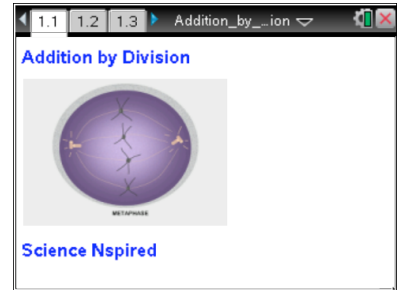 1.1 1.2 1.3 Addition_by_...ion
Addition by Division
METAPHASE
Science Nspired